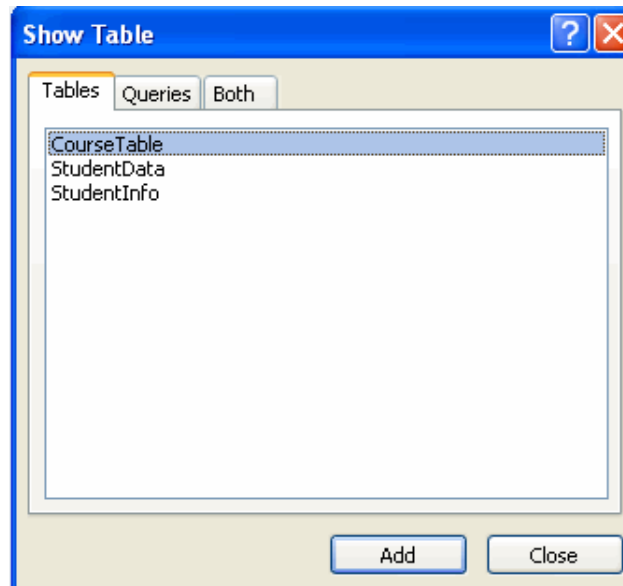 Show Table ?
Tables Queries Both
CourseTable
StudentData
StudentInfo
Add Close